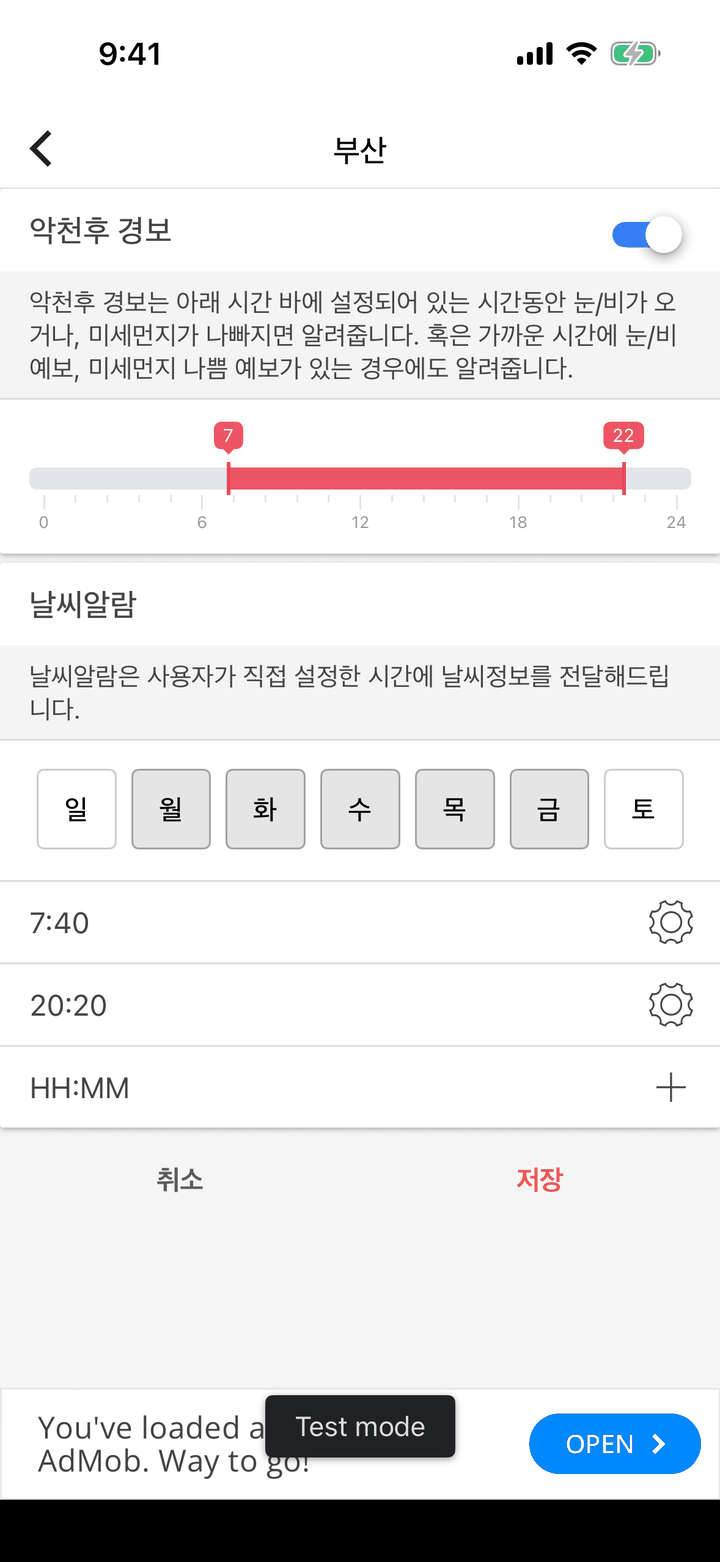 9:41
부산
악천후 경보
악천후 경보는 아래 시간 바에 설정되어 있는 시간동안 눈/비가 오
거나, 미세먼지가 나빠지면 알려줍니다. 혹은 가까운 시간에 눈/비
예보, 미세먼지 나쁨 예보가 있는 경우에도 알려줍니다.
7 22
0 6 12 18 24
날씨알람
날씨알람은 사용자가 직접 설정한 시간에 날씨정보를 전달해드립
니다.
일 월 화 수 목 금 토
7:40
20:20
HH:MM
취소 저장
You've loaded a
AdMob. Way to go!
Test mode
OPEN